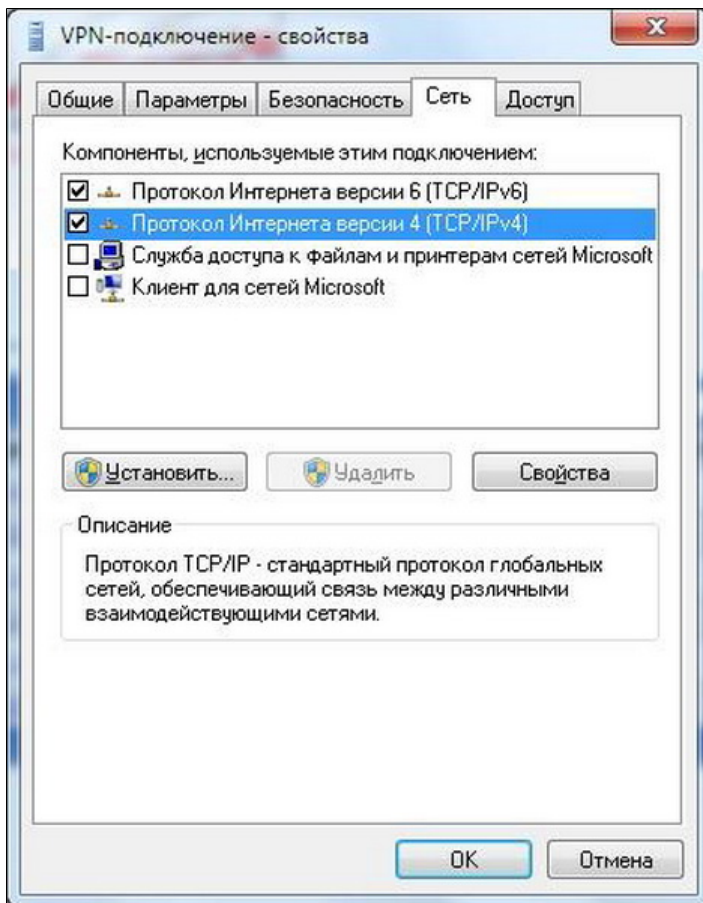 VPN-подключение - свойства
Общие Параметры Безопасность Сеть Доступ
Компоненты, используемые этим подключением:
Протокол Интернета версии 6 (TCP/IPv6)
Протокол Интернета версии 4 (TCP/IPv4)
Служба доступа к файлам и принтерам сетей Microsoft
Клиент для сетей Microsoft
Установить... Удалить Свойства
Описание
Протокол TCP/IP - стандартный протокол глобальных
сетей, обеспечивающий связь между различными
взаимодействующими сетями.
OK Отмена